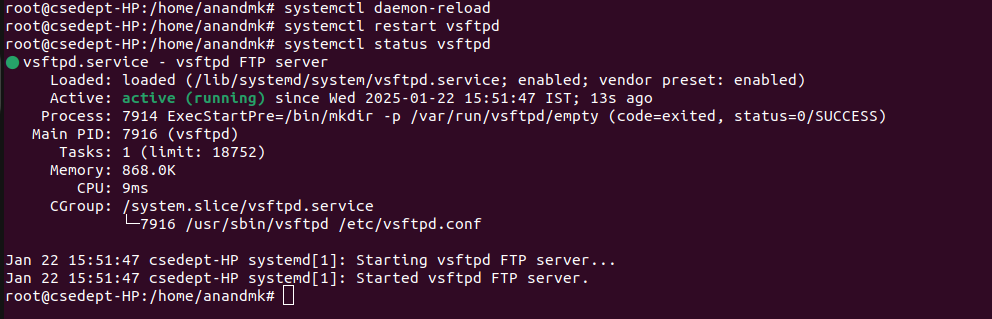 root@csedept-HP:/home/anandmk# systemctl daemon-reload
root@csedept-HP:/home/anandmk# systemctl restart vsftpd
root@csedept-HP:/home/anandmk# systemctl status vsftpd
● vsftpd.service - vsftpd FTP server
     Loaded: loaded (/lib/systemd/system/vsftpd.service; enabled; vendor preset: enabled)
     Active: active (running) since Wed 2025-01-22 15:51:47 IST; 13s ago
    Process: 7914 ExecStartPre=/bin/mkdir -p /var/run/vsftpd/empty (code=exited, status=0/SUCCESS)
   Main PID: 7916 (vsftpd)
      Tasks: 1 (limit: 18752)
     Memory: 868.0K
        CPU: 9ms
     CGroup: /system.slice/vsftpd.service
             └─7916 /usr/sbin/vsftpd /etc/vsftpd.conf

Jan 22 15:51:47 csedept-HP systemd[1]: Starting vsftpd FTP server...
Jan 22 15:51:47 csedept-HP systemd[1]: Started vsftpd FTP server.
root@csedept-HP:/home/anandmk#